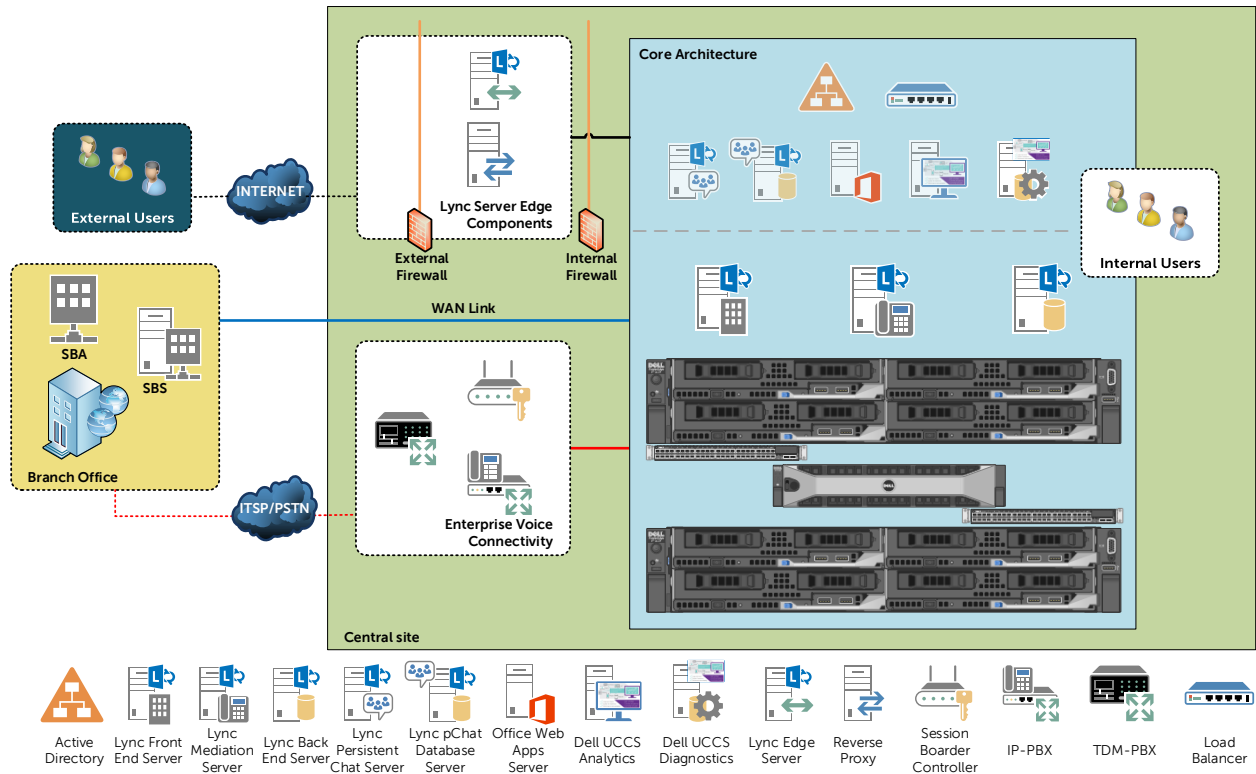 Core Architecture
External Users
INTERNET
Lync Server Edge
Components
External
Firewall
Internal
Firewall
Internal Users
WAN Link
SBA
SBS
Branch Office
ITSP/PSTN
Enterprise Voice
Connectivity
DELL
DELL
DELL
Central site
Active
Directory
Lync Front
End Server
Lync
Mediation
Server
Lync Back
End Server
Lync
Persistent
Chat Server
Lync pChat
Database
Server
Office Web
Apps
Server
Dell UCCS
Analytics
Dell UCCS
Diagnostics
Lync Edge
Server
Reverse
Proxy
Session
Boarder
Controller
IP-PBX
TDM-PBX
Load
Balancer